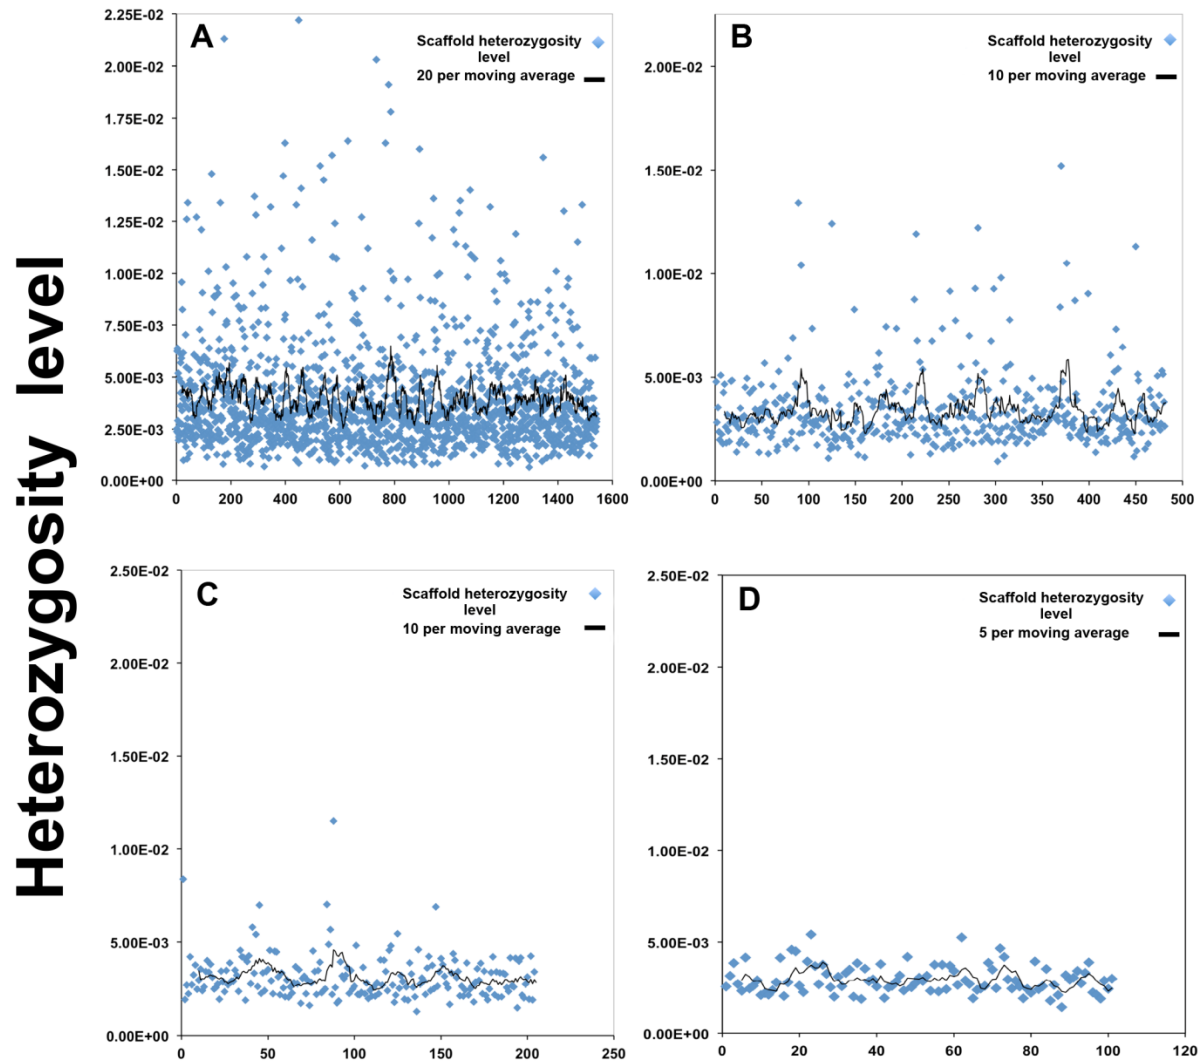 Heterozygosity level
A
Scaffold heterozygosity
level
20 per moving average
2.25E-02
2.00E-02
1.75E-02
1.50E-02
1.25E-02
1.00E-02
7.50E-03
5.00E-03
2.50E-03
0.00E+00
0 200 400 600 800 1000 1200 1400 1600
B
Scaffold heterozygosity
level
10 per moving average
2.00E-02
1.50E-02
1.00E-02
5.00E-03
0.00E+00
0 50 100 150 200 250 300 350 400 450 500
C
Scaffold heterozygosity
level
10 per moving average
2.50E-02
2.00E-02
1.50E-02
1.00E-02
5.00E-03
0.00E+00
0 50 100 150 200 250
D
Scaffold heterozygosity
level
5 per moving average
2.50E-02
2.00E-02
1.50E-02
1.00E-02
5.00E-03
0.00E+00
0 20 40 60 80 100 120